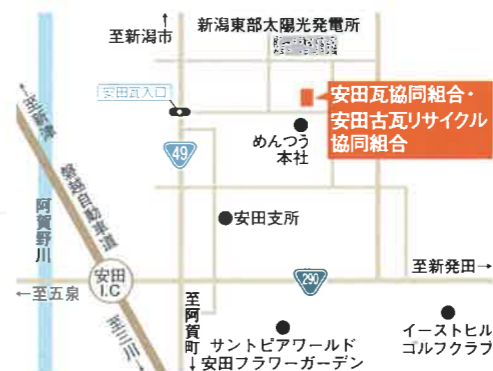 至新潟市
↑
新潟東部太陽光発電所
安田瓦入口
安田瓦協同組合・
安田古瓦リサイクル
協同組合
←至新津
49
めんつう
本社
磐越自動車道
阿賀野川
安田支所
安田
I.C
290
至新発田→
←至五泉
至三川→
至阿賀町
↓
サントピアワールド
安田フラワーガーデン
イーストヒル
ゴルフクラブ